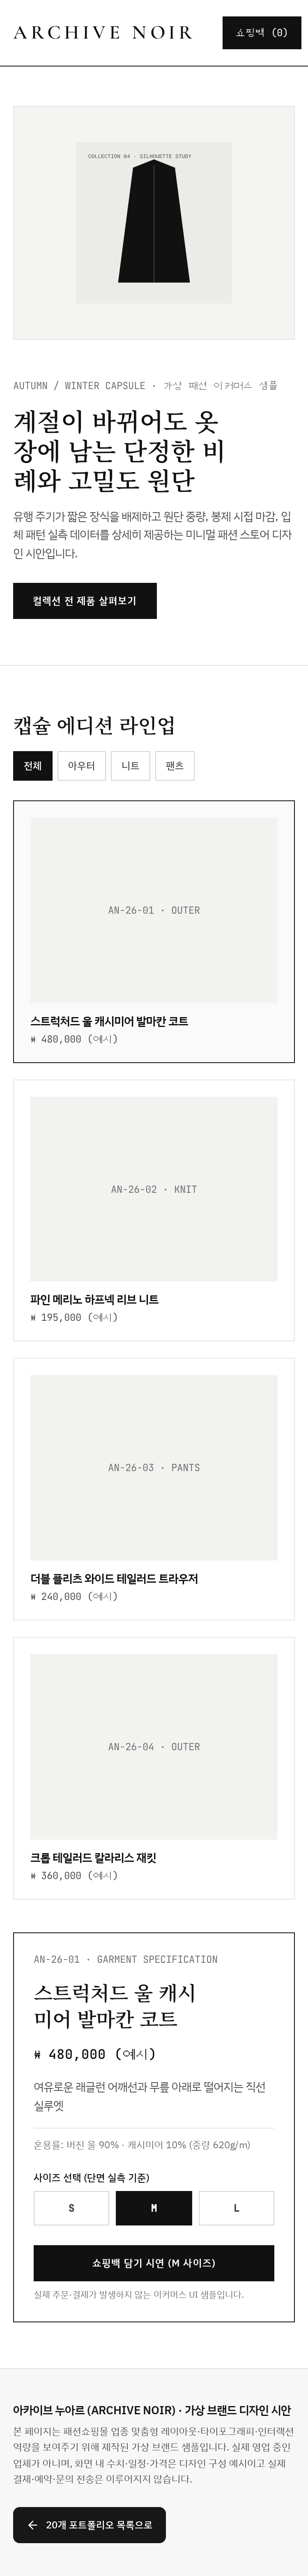 ARCHIVE NOIR
쇼핑백 (0)
COLLECTION 04 · SILHOUETTE STUDY
AUTUMN / WINTER CAPSULE · 가상 패션 이커머스 샘플
계절이 바뀌어도 옷
장에 남는 단정한 비
례와 고밀도 원단
유행 주기가 짧은 장식을 배제하고 원단 중량, 봉제 시접 마감, 입
체 패턴 실측 데이터를 상세히 제공하는 미니멀 패션 스토어 디자
인 시안입니다.
컬렉션 전 제품 살펴보기
캡슐 에디션 라인업
전체
아우터
니트
팬츠
AN-26-01 · OUTER
스트럭처드 울 캐시미어 발마칸 코트
₩ 480,000 (예시)
AN-26-02 · KNIT
파인 메리노 하프넥 리브 니트
₩ 195,000 (예시)
AN-26-03 · PANTS
더블 플리츠 와이드 테일러드 트라우저
₩ 240,000 (예시)
AN-26-04 · OUTER
크롭 테일러드 칼라리스 재킷
₩ 360,000 (예시)
AN-26-01 · GARMENT SPECIFICATION
스트럭처드 울 캐시
미어 발마칸 코트
₩ 480,000 (예시)
여유로운 래글런 어깨선과 무릎 아래로 떨어지는 직선
실루엣
혼용률: 버진 울 90% · 캐시미어 10% (중량 620g/m)
사이즈 선택 (단면 실측 기준)
S
M
L
쇼핑백 담기 시연 (M 사이즈)
실제 주문·결제가 발생하지 않는 이커머스 UI 샘플입니다.
아카이브 누아르 (ARCHIVE NOIR) · 가상 브랜드 디자인 시안
본 페이지는 패션쇼핑몰 업종 맞춤형 레이아웃·타이포그래피·인터랙션
역량을 보여주기 위해 제작된 가상 브랜드 샘플입니다. 실제 영업 중인
업체가 아니며, 화면 내 수치·일정·가격은 디자인 구성 예시이고 실제
결제·예약·문의 전송은 이루어지지 않습니다.
← 20개 포트폴리오 목록으로